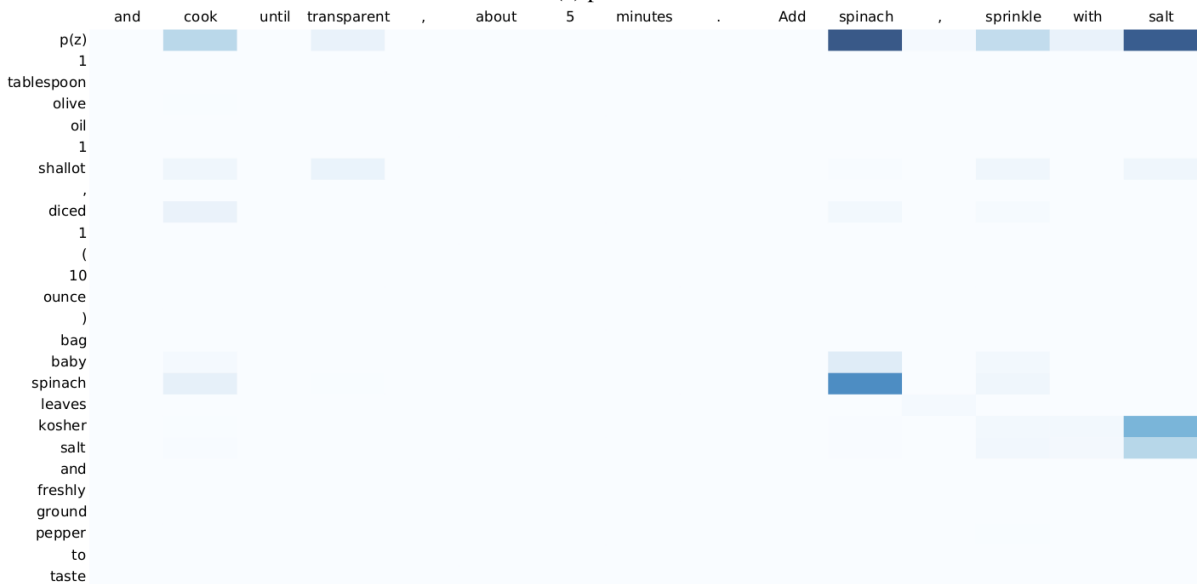 and cook until transparent , about 5 minutes . Add spinach , sprinkle with salt
p(z)
1
tablespoon
olive
oil
1
shallot
,
diced
1
(
10
ounce
)
bag
baby
spinach
leaves
kosher
salt
and
freshly
ground
pepper
to
taste